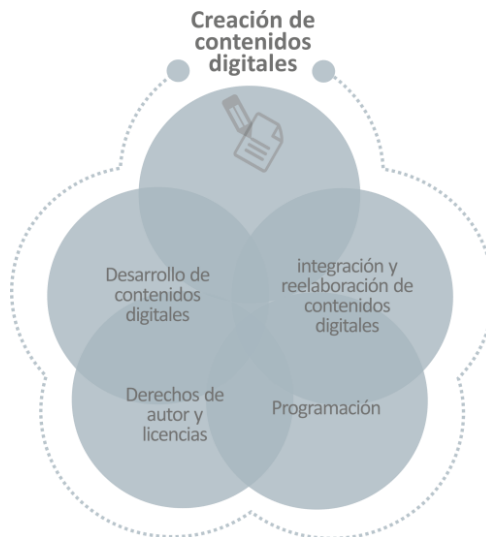 Creación de
contenidos
digitales
Desarrollo de
contenidos
digitales
integración y
reelaboración de
contenidos
digitales
Derechos de
autor y
licencias
Programación